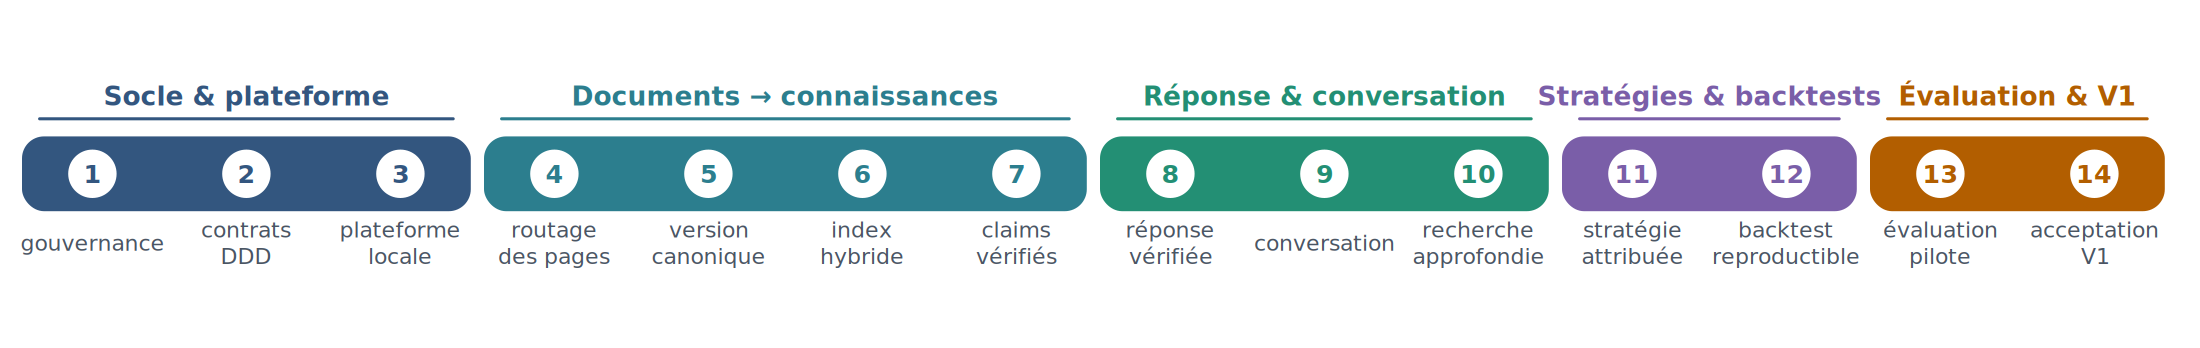 Socle & plateforme
Documents → connaissances
Réponse & conversation
Stratégies & backtests
Évaluation & V1
1
2
3
4
5
6
7
8
9
10
11
12
13
14
gouvernance
contrats
DDD
plateforme
locale
routage
des pages
version
canonique
index
hybride
claims
vérifiés
réponse
vérifiée
conversation
recherche
approfondie
stratégie
attribuée
backtest
reproductible
évaluation
pilote
acceptation
V1